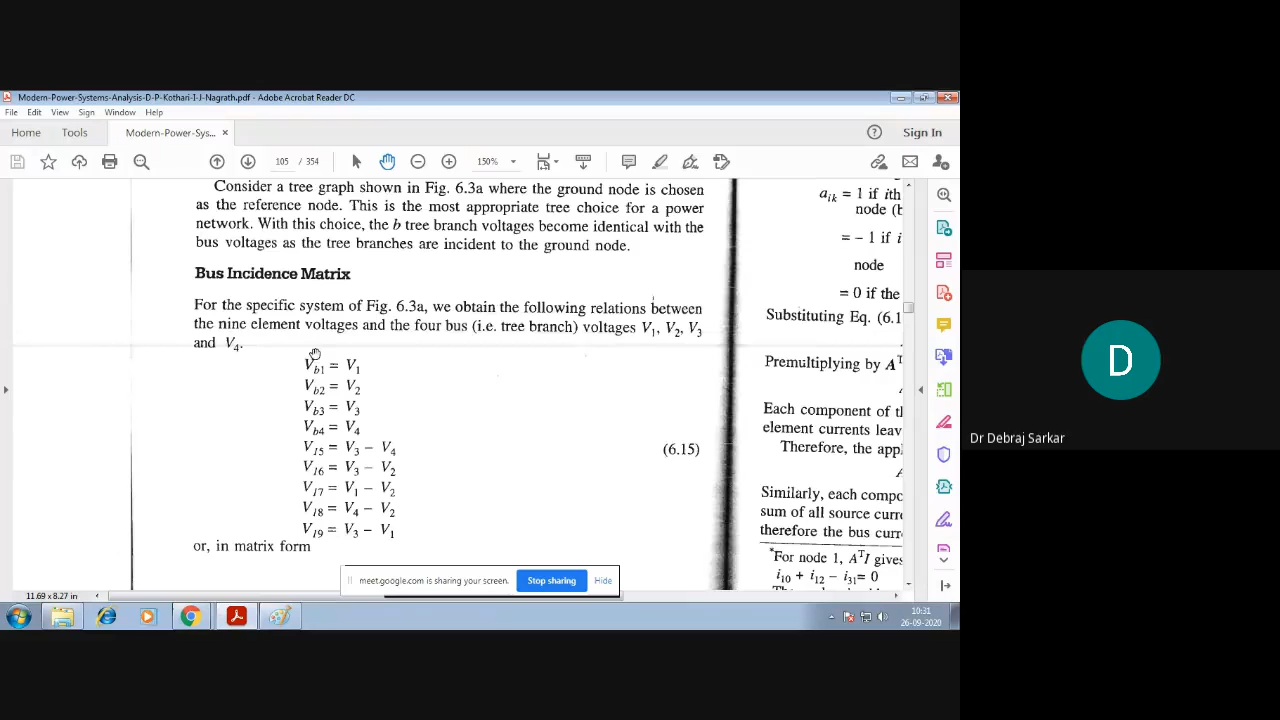 Modern-Power-Systems-Analysis-D-P-Kothari-I-J-Nagrath.pdf - Adobe Acrobat Reader DC
File Edit View Sign Window Help
Home Tools Modern-Power-Sys... × Sign In
105 / 354 150%
Consider a tree graph shown in Fig. 6.3a where the ground node is chosen
as the reference node. This is the most appropriate tree choice for a power
network. With this choice, the b tree branch voltages become identical with the
bus voltages as the tree branches are incident to the ground node.
Bus Incidence Matrix
For the specific system of Fig. 6.3a, we obtain the following relations between
the nine element voltages and the four bus (i.e. tree branch) voltages V1, V2, V3
and V4.
Vb1 = V1
Vb2 = V2
Vb3 = V3
Vb4 = V4
Vl5 = V3 − V4
(6.15)
Vl6 = V3 − V2
Vl7 = V1 − V2
Vl8 = V4 − V2
Vl9 = V3 − V1
or, in matrix form
aik = 1 if ith
node (b
= − 1 if i
node
= 0 if the
Substituting Eq. (6.1
Premultiplying by AT
Each component of th
element currents leav
Therefore, the appl
Similarly, each compo
sum of all source curre
therefore the bus curr
*For node 1, ATI gives
i10 + i12 − i31= 0
meet.google.com is sharing your screen. Stop sharing Hide
11.69 x 8.27 in
10:31
26-09-2020
D
Dr Debraj Sarkar